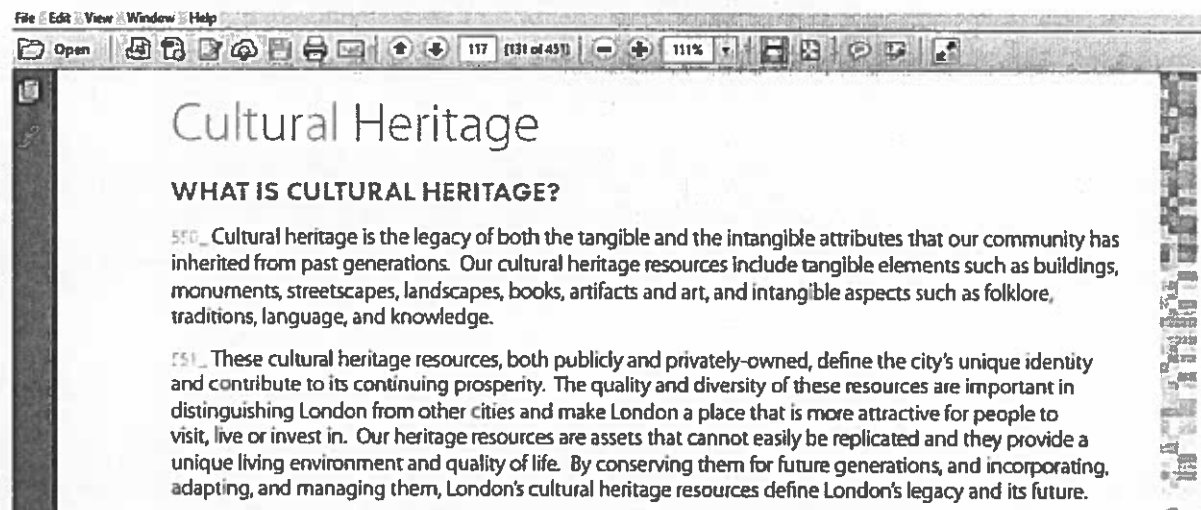 File Edit View Window Help
Open 117 (131 of 451) 111%
Cultural Heritage
WHAT IS CULTURAL HERITAGE?
550_ Cultural heritage is the legacy of both the tangible and the intangible attributes that our community has
inherited from past generations. Our cultural heritage resources include tangible elements such as buildings,
monuments, streetscapes, landscapes, books, artifacts and art, and intangible aspects such as folklore,
traditions, language, and knowledge.
551_ These cultural heritage resources, both publicly and privately-owned, define the city's unique identity
and contribute to its continuing prosperity. The quality and diversity of these resources are important in
distinguishing London from other cities and make London a place that is more attractive for people to
visit, live or invest in. Our heritage resources are assets that cannot easily be replicated and they provide a
unique living environment and quality of life. By conserving them for future generations, and incorporating,
adapting, and managing them, London's cultural heritage resources define London's legacy and its future.